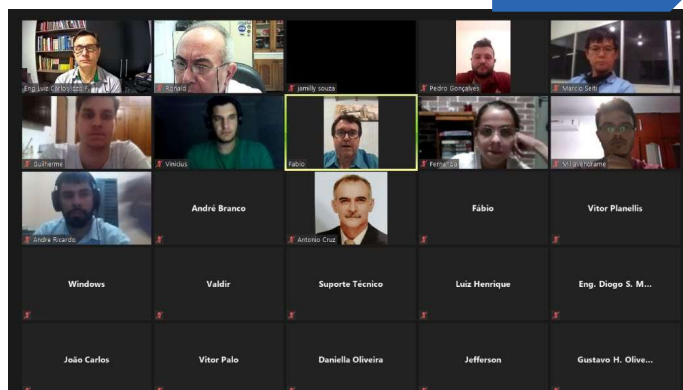 Eng Luiz Carlos
Ronald
jamilly souza
Pedro Gonçalves
Marcio Seiti
Guilherme
Vinicius
Fabio
Fernanda
André Ricardo
André Branco
Antonio Cruz
Fábio
Vitor Planellis
Windows
Valdir
Suporte Técnico
Luiz Henrique
Eng. Diogo S. M...
João Carlos
Vitor Palo
Daniella Oliveira
Jefferson
Gustavo H. Olive...